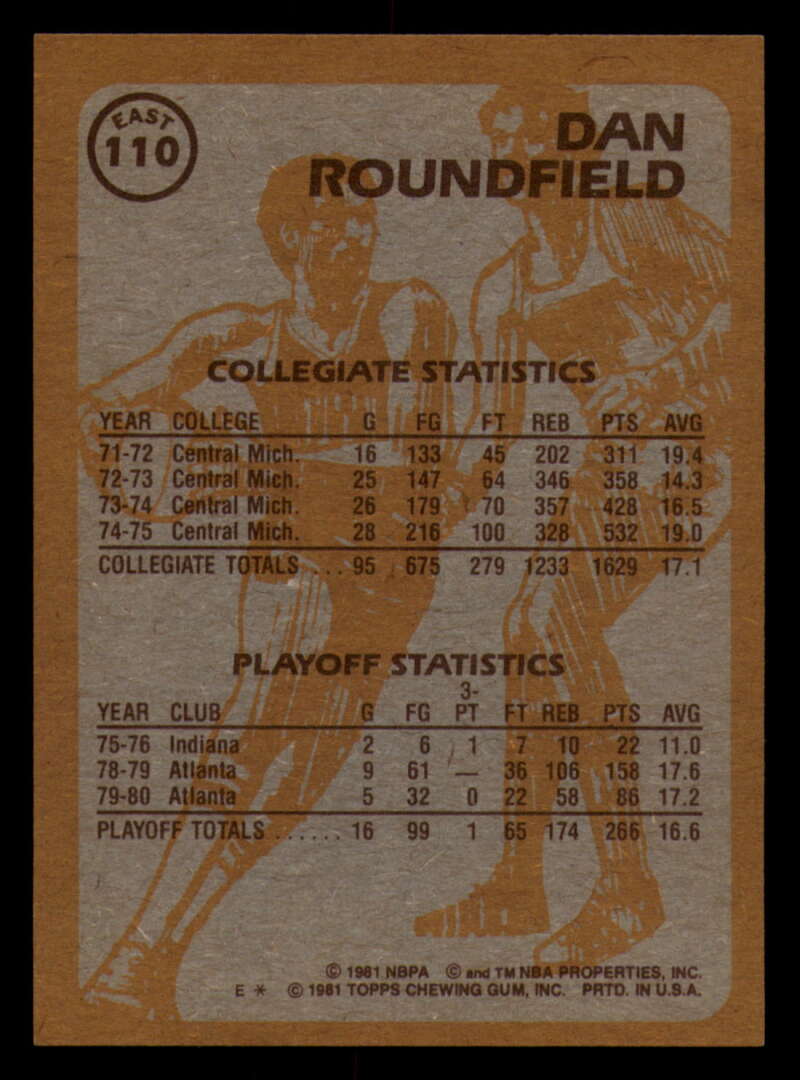 EAST
110
DAN
ROUNDFIELD
COLLEGIATE STATISTICS
YEAR COLLEGE G FG FT REB PTS AVG
71-72 Central Mich. 16 133 45 202 311 19.4
72-73 Central Mich. 25 147 64 346 358 14.3
73-74 Central Mich. 26 179 70 357 428 16.5
74-75 Central Mich. 28 216 100 328 532 19.0
COLLEGIATE TOTALS .... 95 675 279 1233 1629 17.1
PLAYOFF STATISTICS
3-
YEAR CLUB G FG PT FT REB PTS AVG
75-76 Indiana 2 6 1 7 10 22 11.0
78-79 Atlanta 9 61 — 36 106 158 17.6
79-80 Atlanta 5 32 0 22 58 86 17.2
PLAYOFF TOTALS ...... 16 99 1 65 174 266 16.6
© 1981 NBPA © and TM NBA PROPERTIES, INC.
E * © 1981 TOPPS CHEWING GUM, INC. PRTD. IN U.S.A.